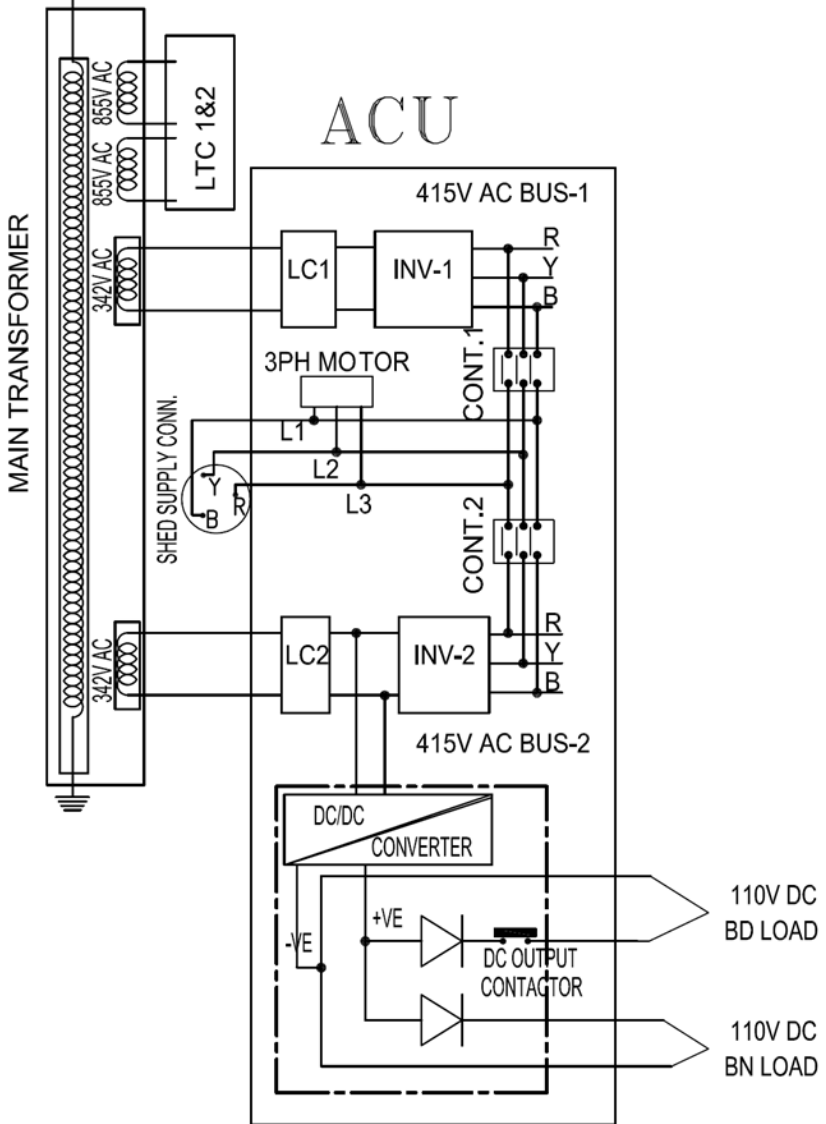 MAIN TRANSFORMER
855V AC
855V AC
LTC 1&2
ACU
415V AC BUS-1
342V AC
LC1
INV-1
R
Y
B
CONT.1
3PH MOTOR
SHED SUPPLY CONN.
L1
L2
L3
Y
R
B
CONT.2
342V AC
LC2
INV-2
R
Y
B
415V AC BUS-2
DC/DC
CONVERTER
-VE
+VE
DC OUTPUT
CONTACTOR
110V DC
BD LOAD
110V DC
BN LOAD